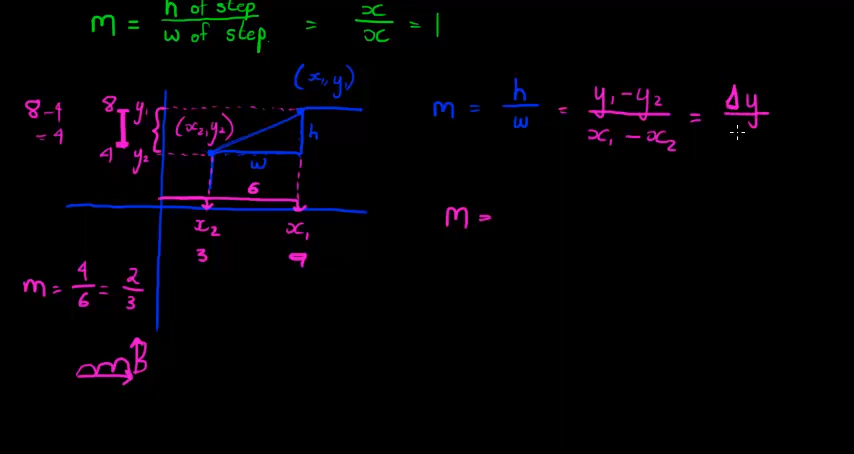 m = h of step / w of step = x/x = 1
(x₁, y₁)
8 - 4 = 4
8 y₁
(x₂, y₂)
h
4 y₂
w
6
x₂ x₁
3
m = h/w = y₁ - y₂ / x₁ - x₂ = Δy
m =
m = 4/6 = 2/3
B